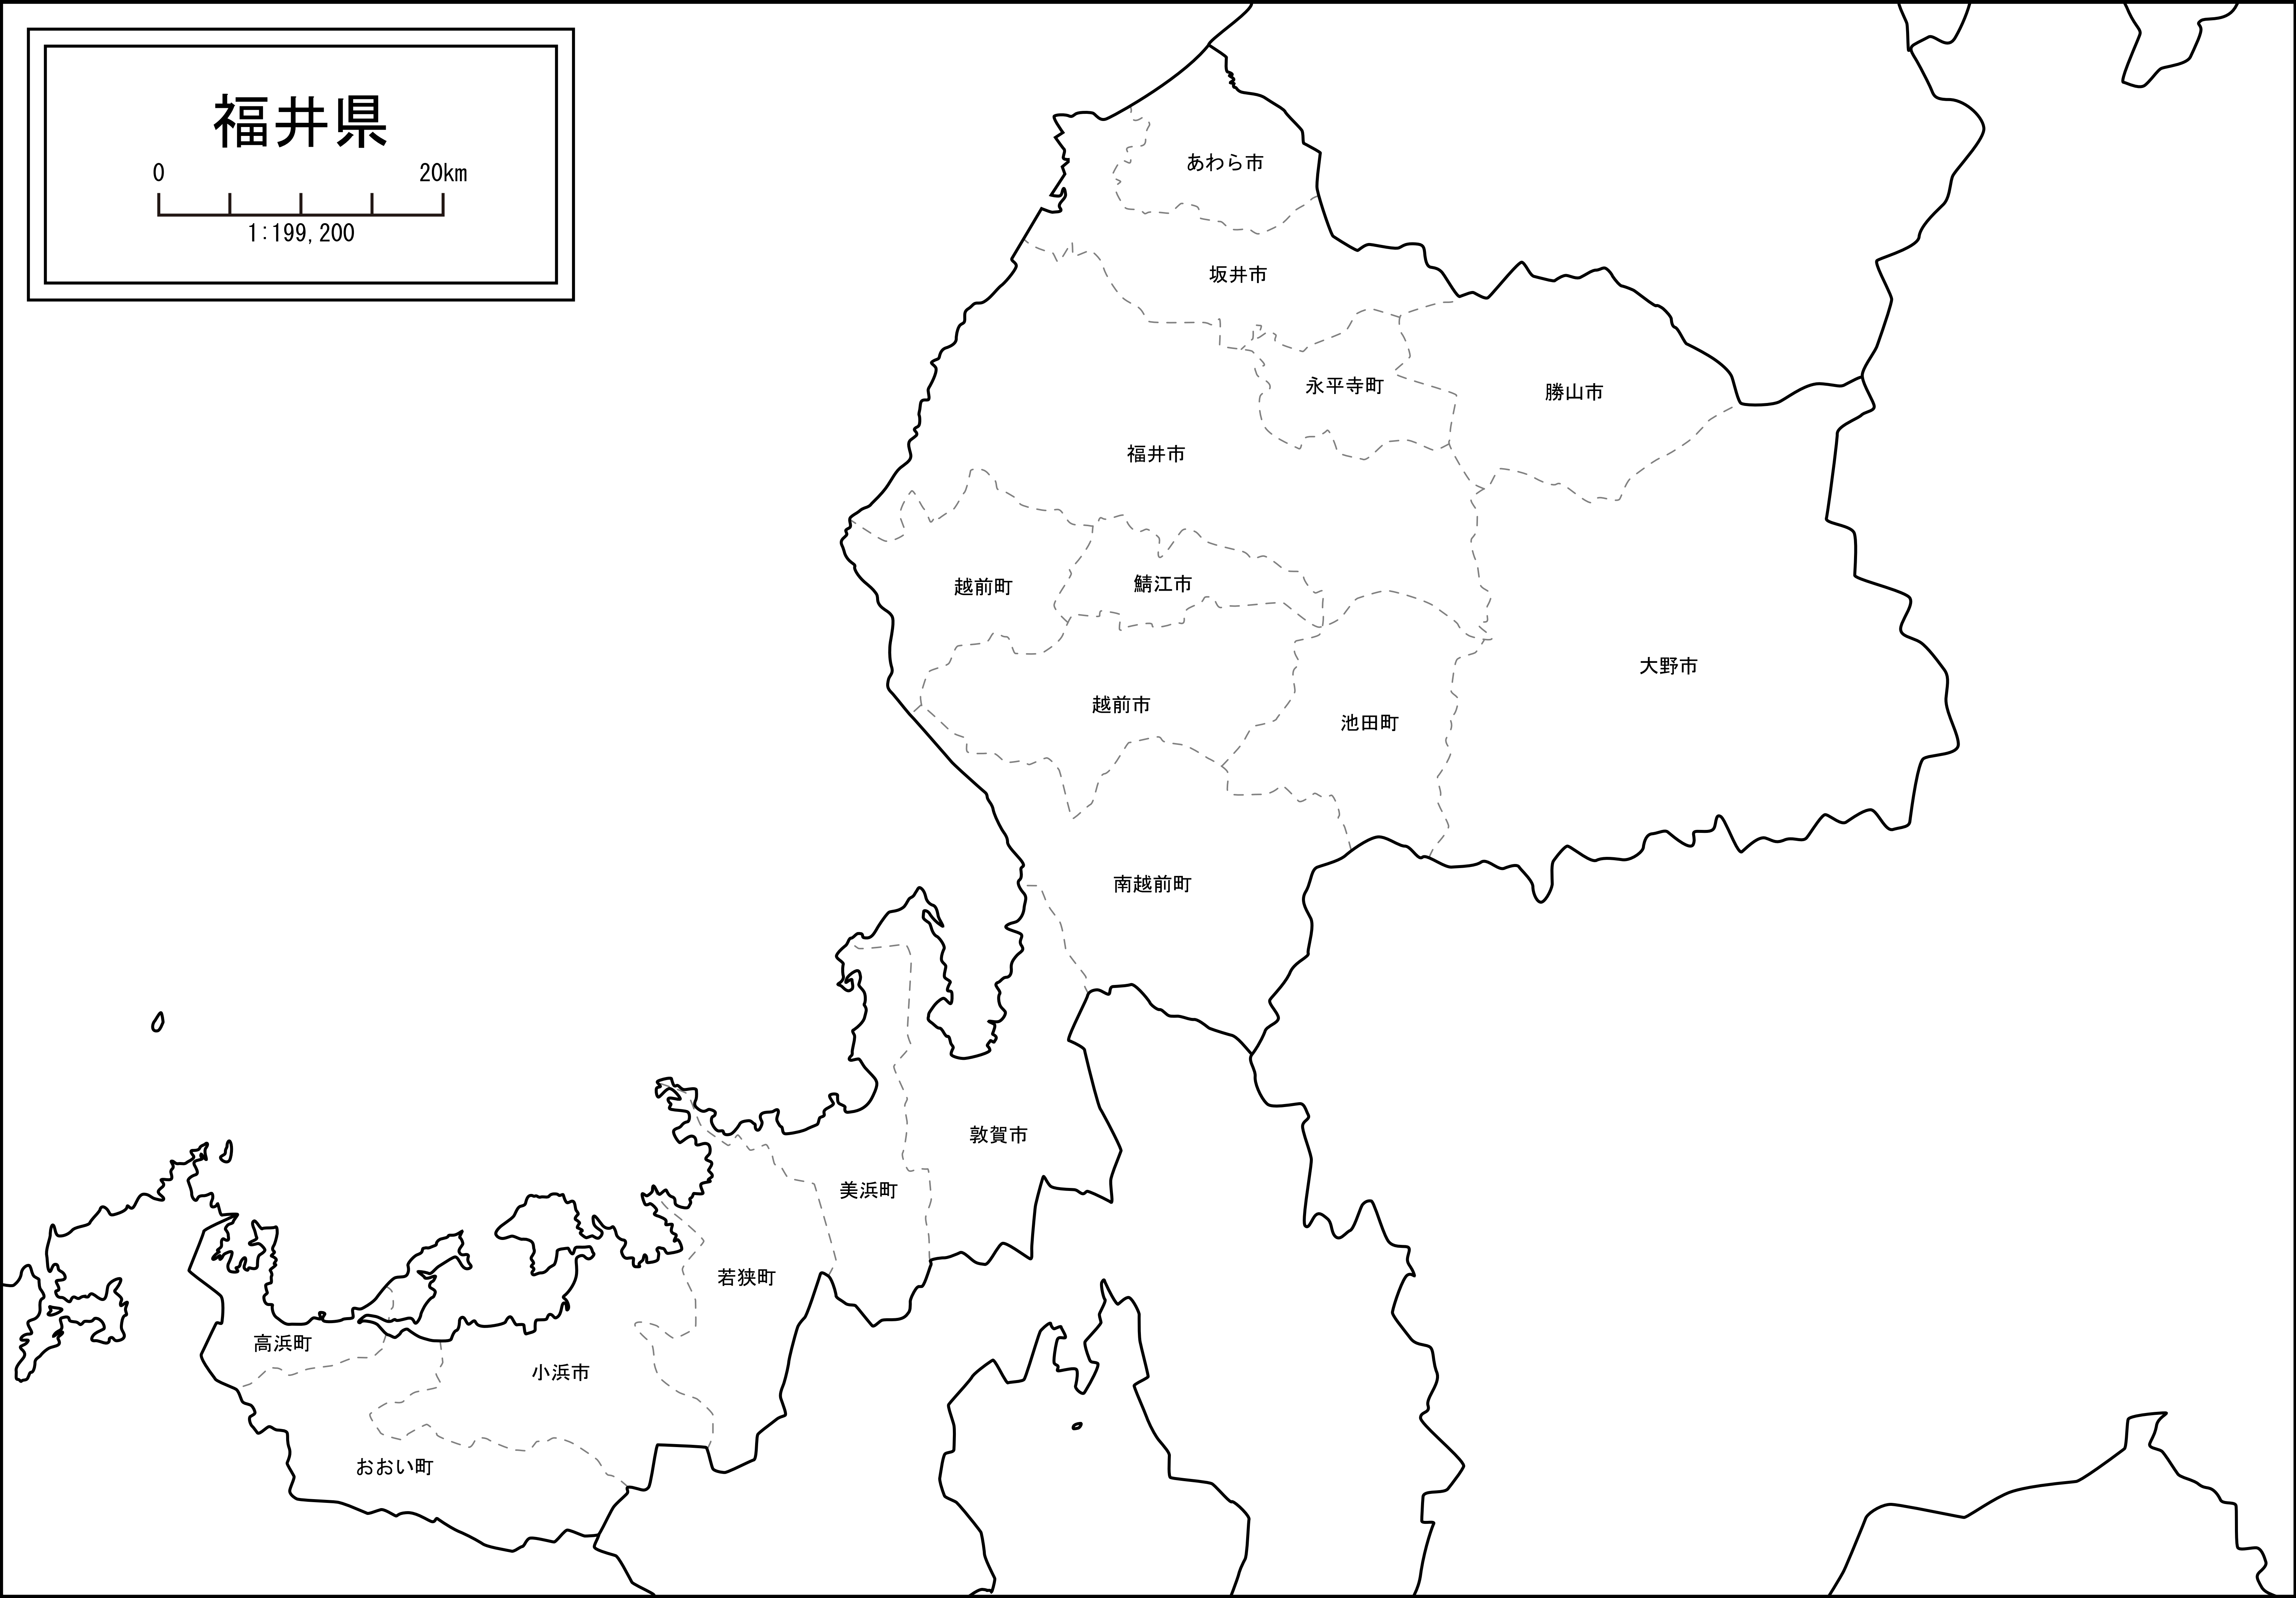 福井県
0 20km
1:199,200
あわら市
坂井市
永平寺町
勝山市
福井市
越前町
鯖江市
大野市
越前市
池田町
南越前町
敦賀市
美浜町
若狭町
高浜町
小浜市
おおい町